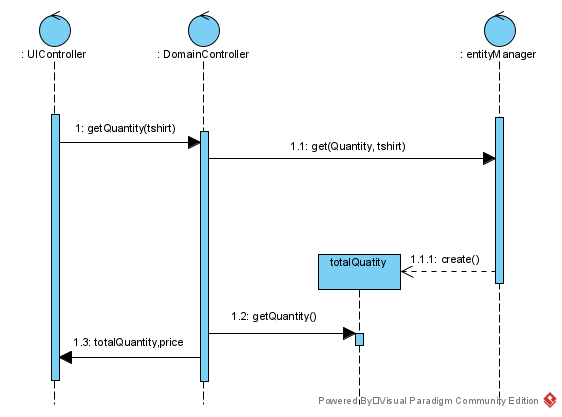 : UIController
: DomainController
: entityManager
1: getQuantity(tshirt)
1.1: get(Quantity, tshirt)
totalQuatity
1.1.1: create()
1.2: getQuantity()
1.3: totalQuantity,price
Powered By□Visual Paradigm Community Edition